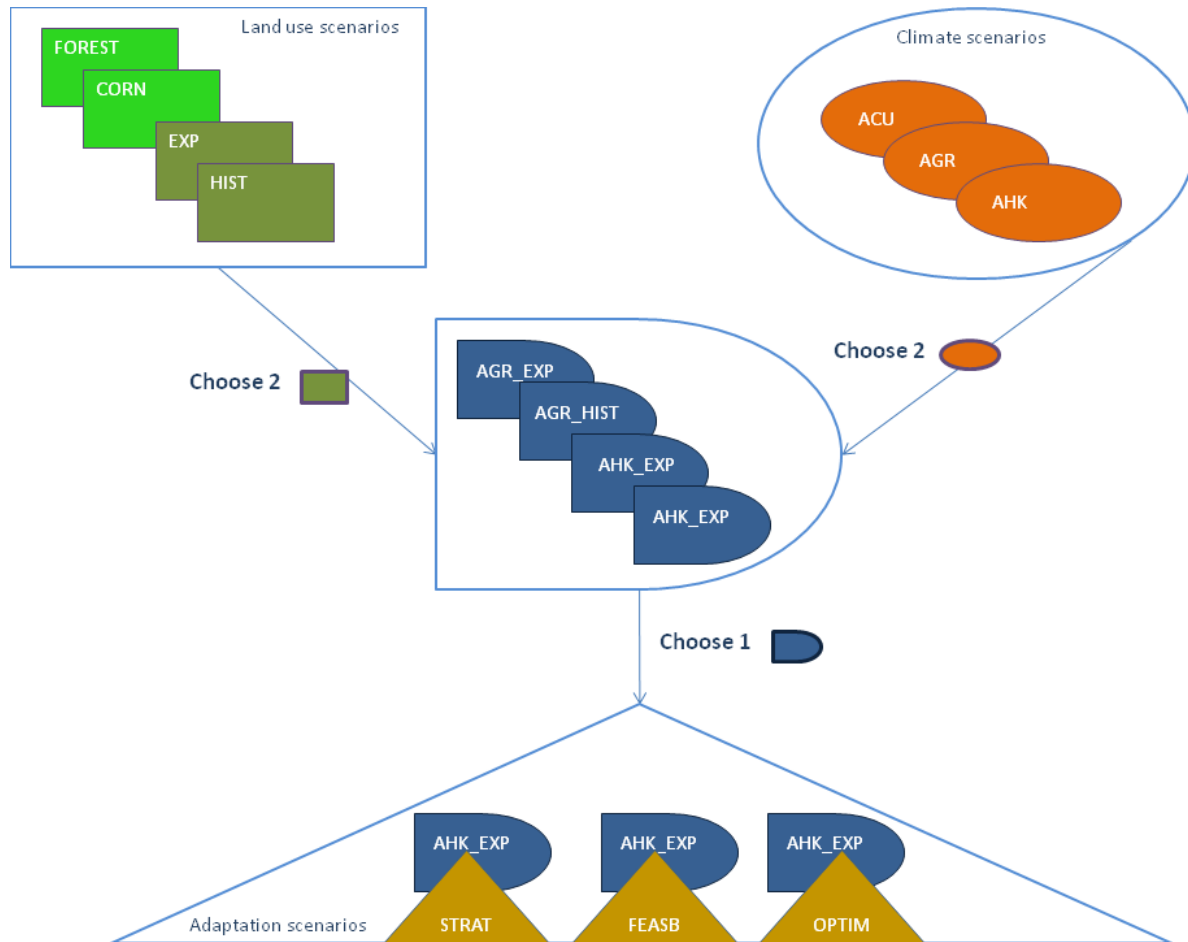 Land use scenarios
FOREST
CORN
EXP
HIST
Climate scenarios
ACU
AGR
AHK
Choose 2
Choose 2
AGR_EXP
AGR_HIST
AHK_EXP
AHK_EXP
Choose 1
AHK_EXP
AHK_EXP
AHK_EXP
Adaptation scenarios
STRAT
FEASB
OPTIM